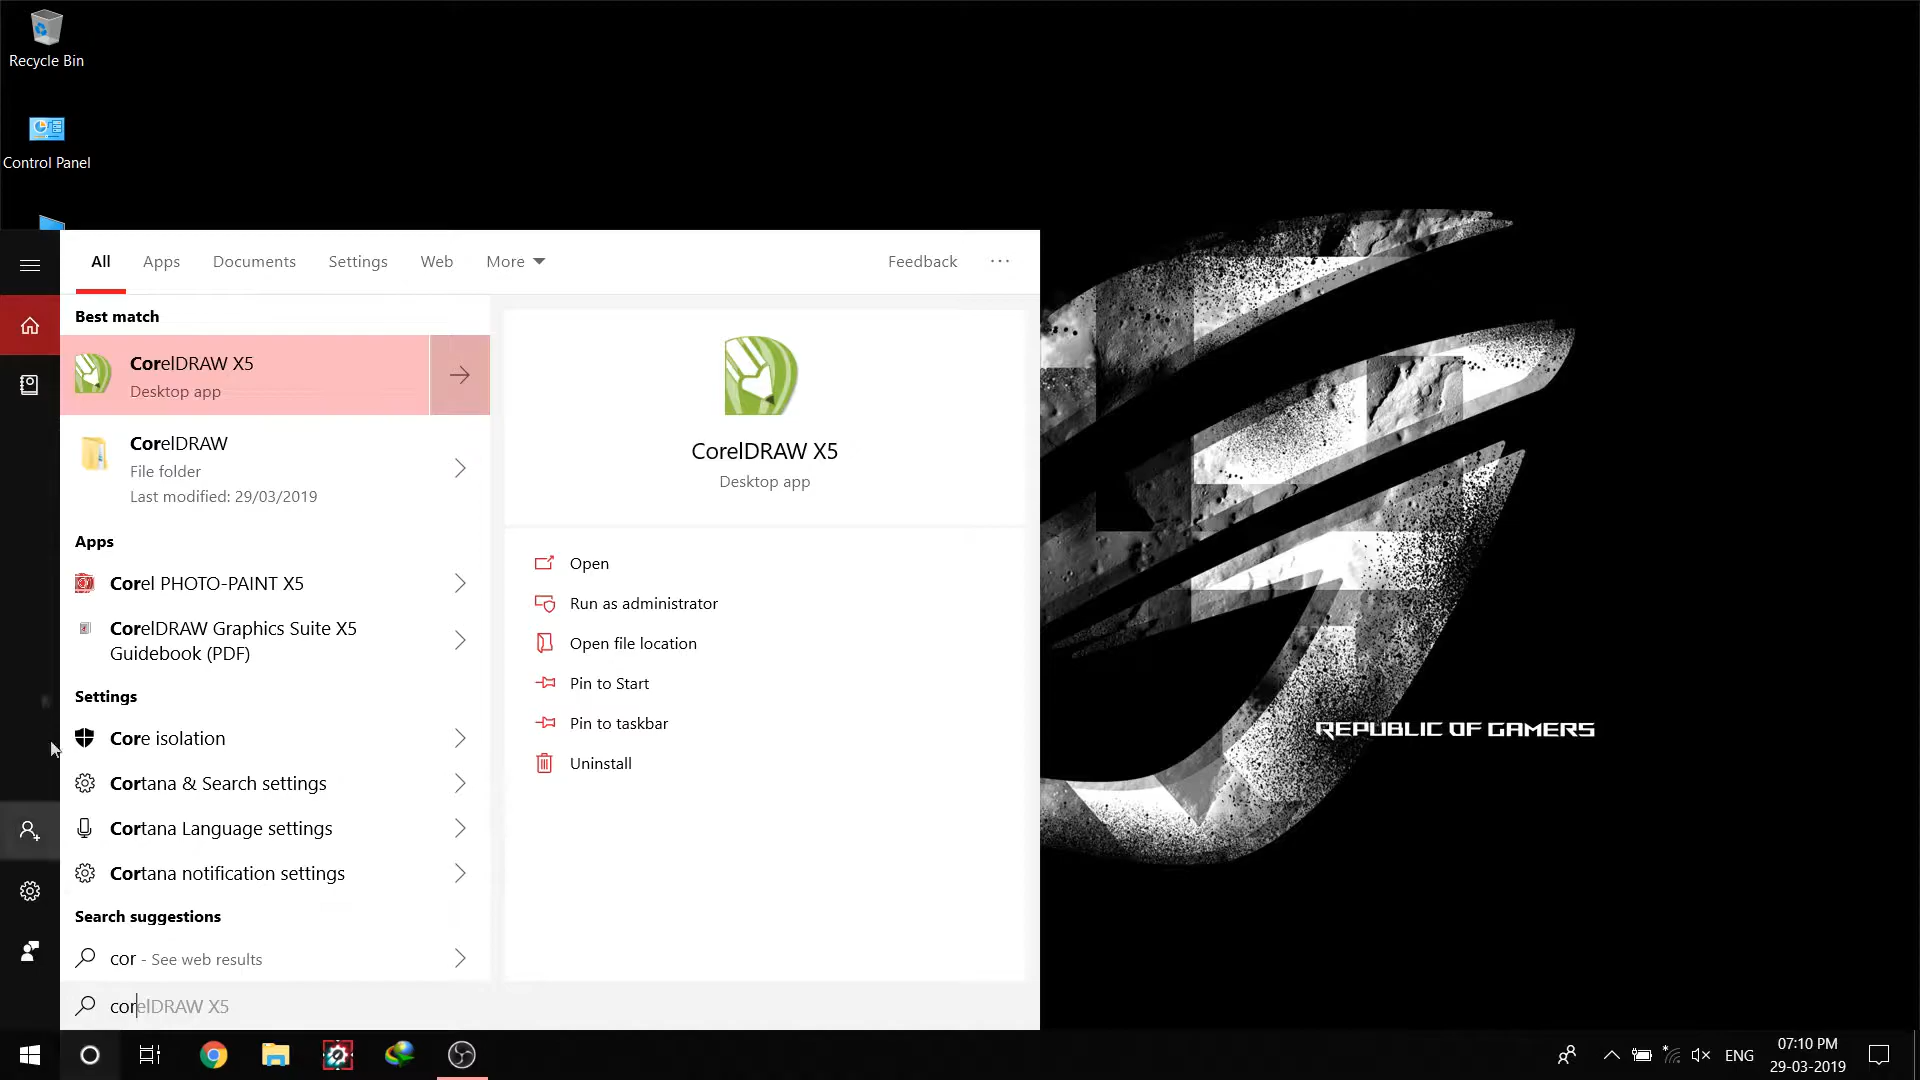 Recycle Bin
Control Panel
All Apps Documents Settings Web More Feedback ...
Best match
CorelDRAW X5
Desktop app
CorelDRAW
File folder
Last modified: 29/03/2019
Apps
Corel PHOTO-PAINT X5
CorelDRAW Graphics Suite X5
Guidebook (PDF)
Settings
Core isolation
Cortana & Search settings
Cortana Language settings
Cortana notification settings
Search suggestions
cor - See web results
corelDRAW X5
CorelDRAW X5
Desktop app
Open
Run as administrator
Open file location
Pin to Start
Pin to taskbar
Uninstall
REPUBLIC OF GAMERS
ENG
07:10 PM
29-03-2019